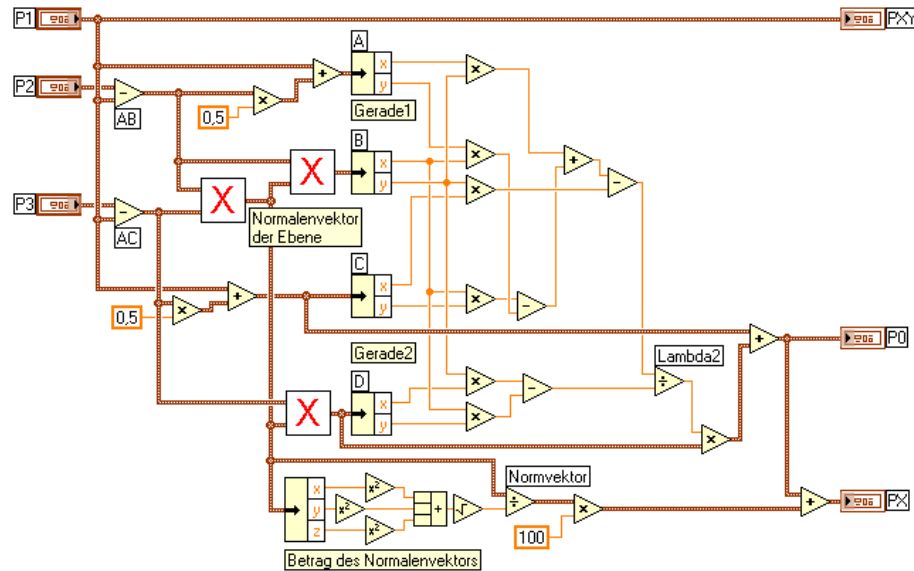 P1
PXY
A
x
y
Gerade1
P2
AB
0,5
B
x
y
P3
AC
Normalenvektor
der Ebene
C
x
y
0,5
P0
Gerade2
Lambda2
D
x
y
Normvektor
x
y
z
x²
x²
x²
100
PX
Betrag des Normalenvektors